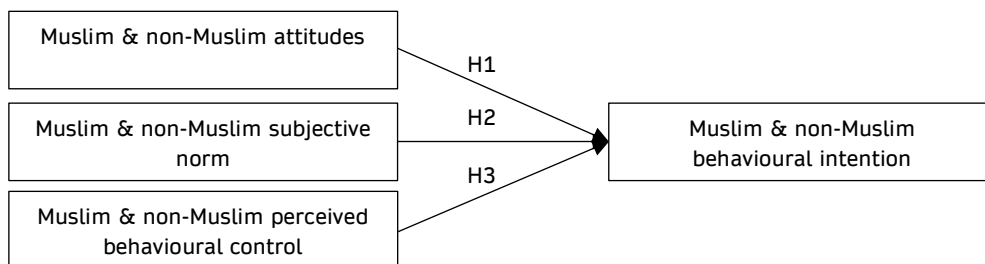 Muslim & non-Muslim attitudes
H1
Muslim & non-Muslim subjective
norm
H2
Muslim & non-Muslim
behavioural intention
H3
Muslim & non-Muslim perceived
behavioural control